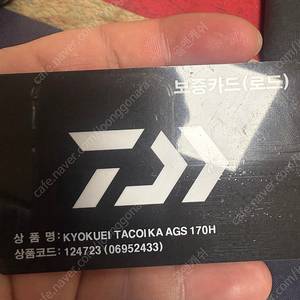 보증카드(로드)
상 품 명: KYOKUEI TACOIKA AGS 170H
상품코드: 124723 (06952433)